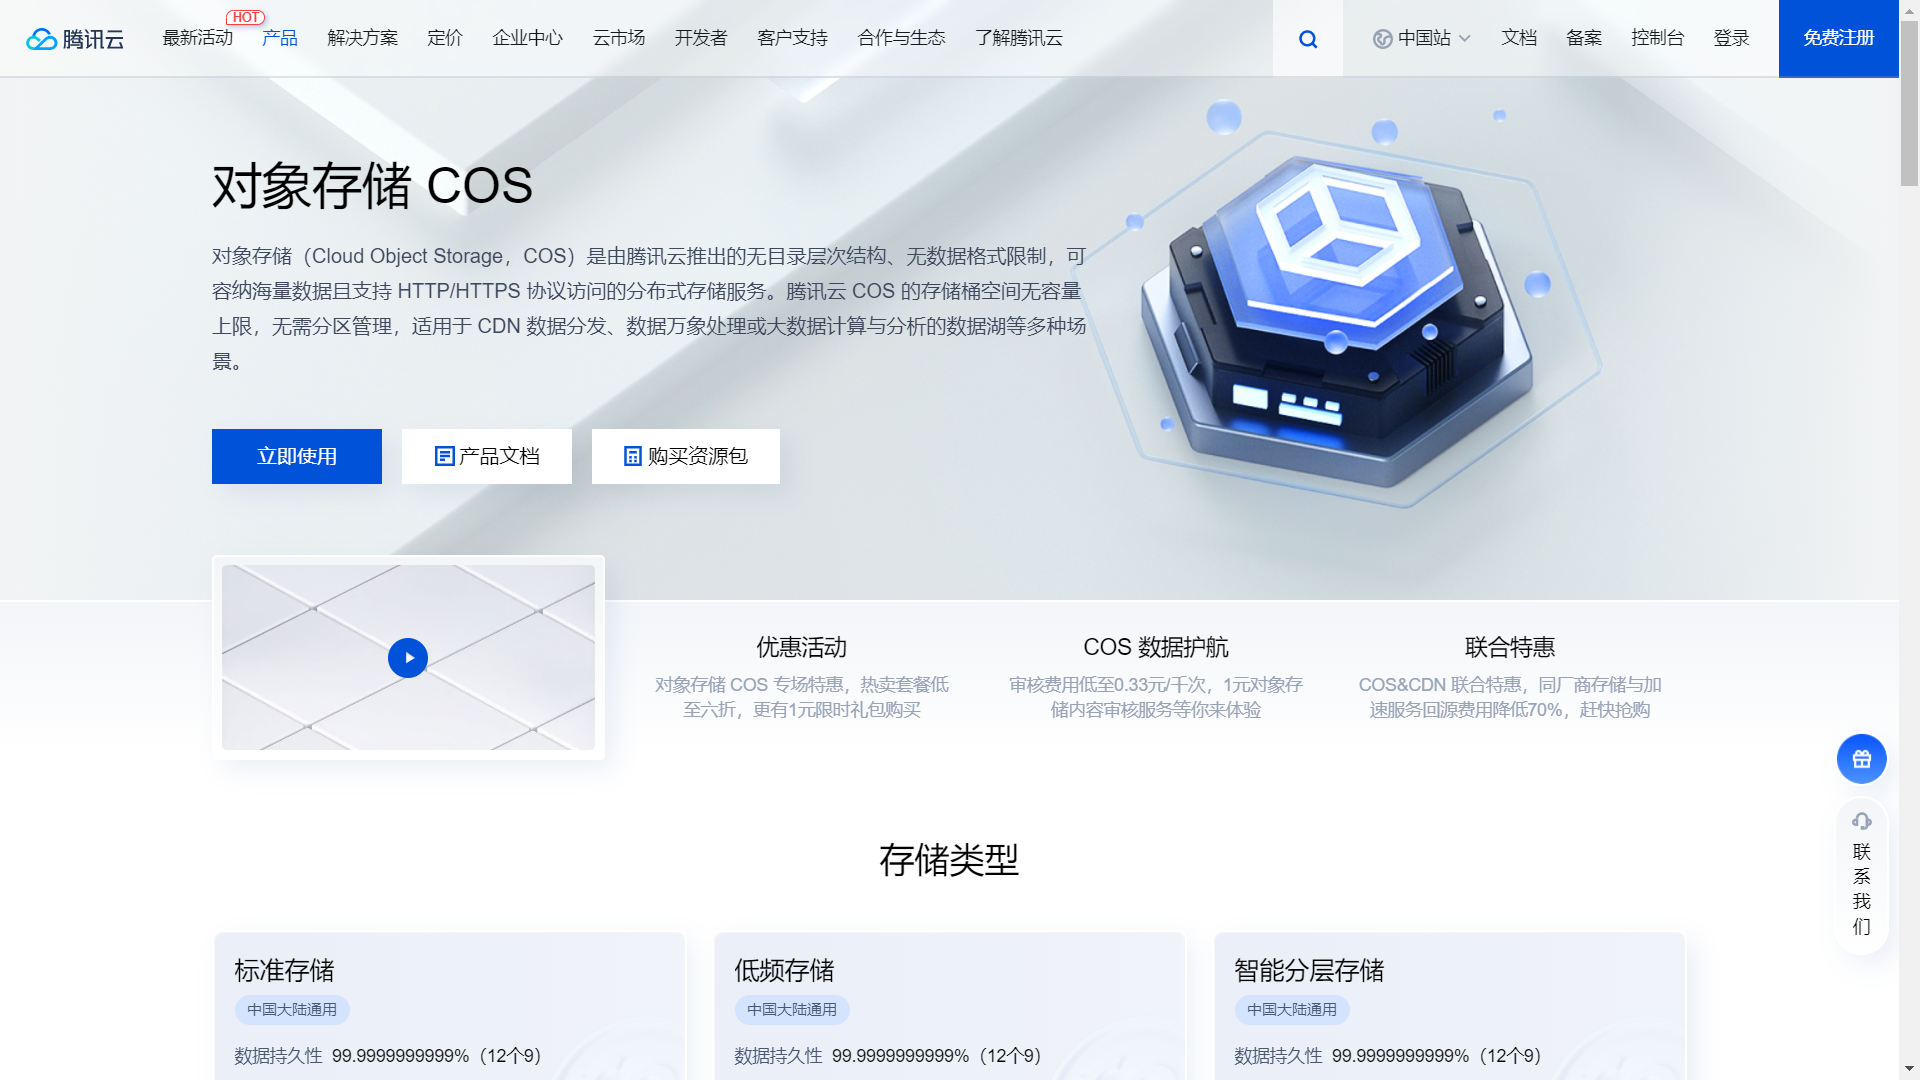 腾讯云
最新活动
HOT
产品
解决方案
定价
企业中心
云市场
开发者
客户支持
合作与生态
了解腾讯云
中国站
文档
备案
控制台
登录
免费注册
对象存储 COS
对象存储（Cloud Object Storage，COS）是由腾讯云推出的无目录层次结构、无数据格式限制，可
容纳海量数据且支持 HTTP/HTTPS 协议访问的分布式存储服务。腾讯云 COS 的存储桶空间无容量
上限，无需分区管理，适用于 CDN 数据分发、数据万象处理或大数据计算与分析的数据湖等多种场
景。
立即使用
产品文档
购买资源包
优惠活动
对象存储 COS 专场特惠，热卖套餐低
至六折，更有1元限时礼包购买
COS 数据护航
审核费用低至0.33元/千次，1元对象存
储内容审核服务等你来体验
联合特惠
COS&CDN 联合特惠，同厂商存储与加
速服务回源费用降低70%，赶快抢购
联
系
我
们
存储类型
标准存储
中国大陆通用
数据持久性 99.9999999999%（12个9）
低频存储
中国大陆通用
数据持久性 99.9999999999%（12个9）
智能分层存储
中国大陆通用
数据持久性 99.9999999999%（12个9）